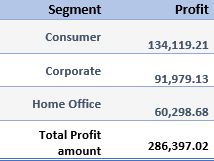 Segment Profit
Consumer 134,119.21
Corporate 91,979.13
Home Office 60,298.68
Total Profit
amount 286,397.02